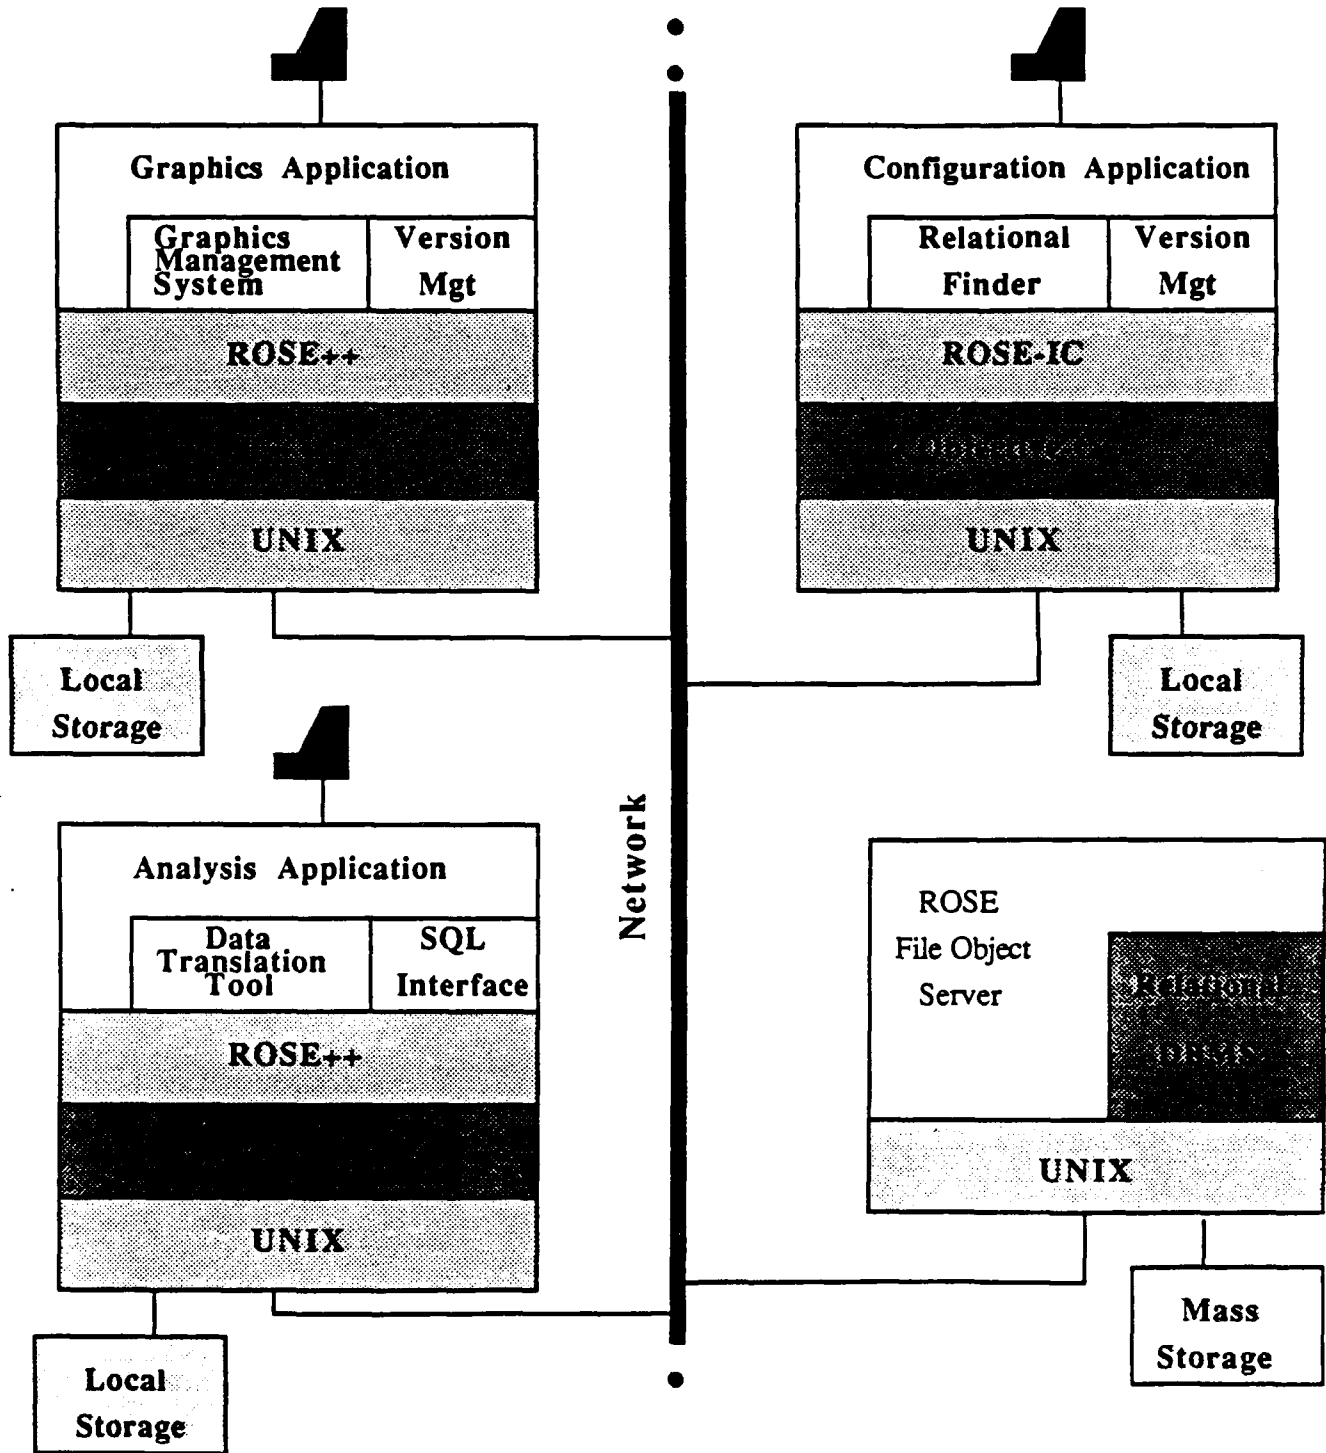 Graphics Application
Graphics
Management
System
Version
Mgt
ROSE++
UNIX
Local
Storage
Configuration Application
Relational
Finder
Version
Mgt
ROSE-IC
UNIX
Local
Storage
Network
Analysis Application
Data
Translation
Tool
SQL
Interface
ROSE++
UNIX
Local
Storage
ROSE
File Object
Server
Relational
DBMS
UNIX
Mass
Storage